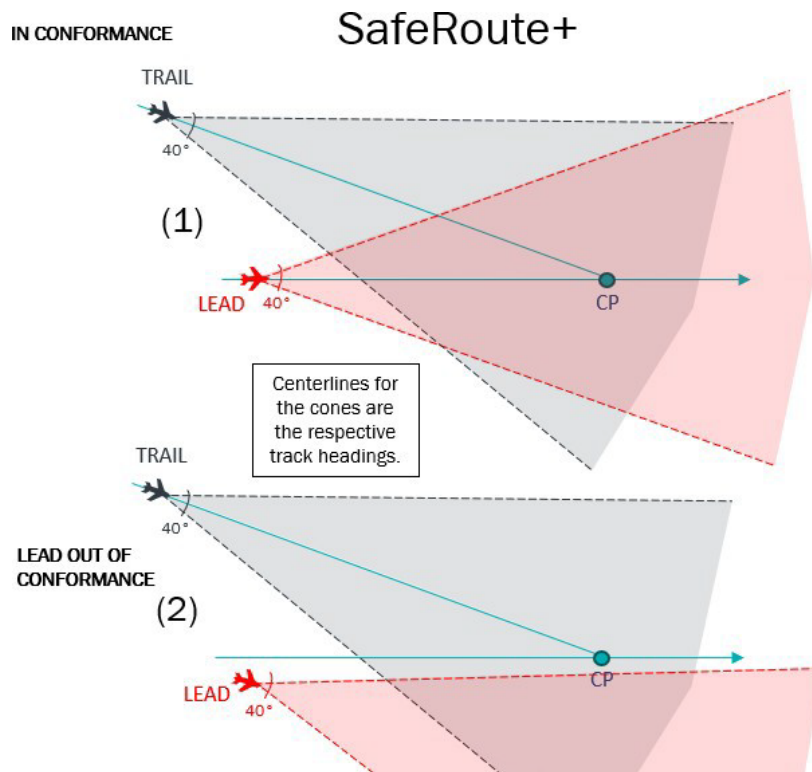 SafeRoute+
IN CONFORMANCE
TRAIL
40°
(1)
LEAD
40°
CP
Centerlines for
the cones are
the respective
track headings.
TRAIL
40°
LEAD OUT OF
CONFORMANCE
(2)
LEAD
40°
CP